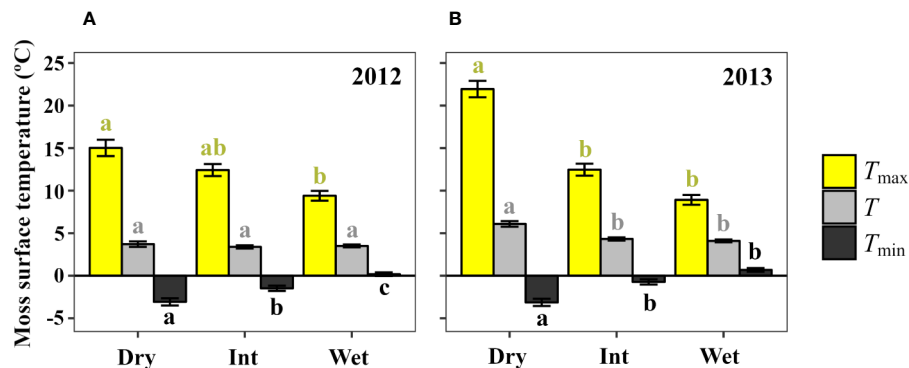 A
B
Moss surface temperature (ºC)
25
20
15
10
5
0
-5
2012
a
a
a
ab
a
b
b
a
c
Dry Int Wet
2013
a
a
a
b
b
b
b
b
b
Dry Int Wet
Tmax
T
Tmin